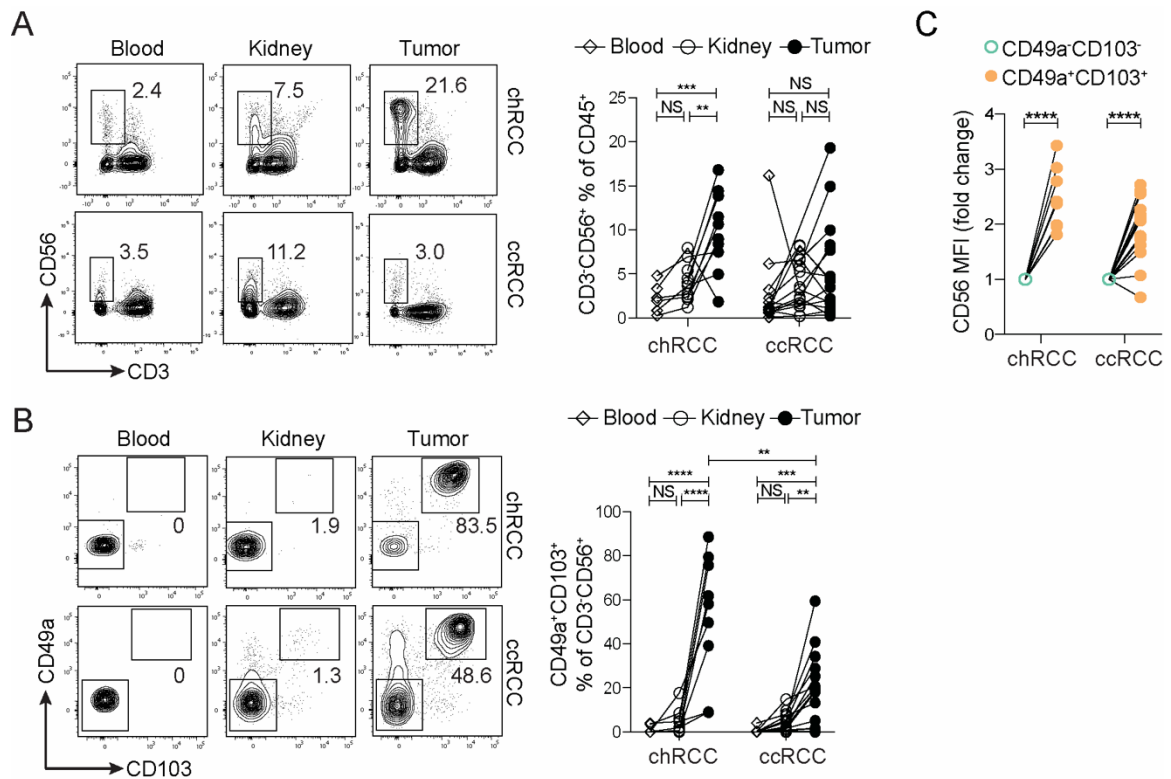 A
Blood Kidney Tumor
2.4 7.5 21.6
chRCC
3.5 11.2 3.0
ccRCC
CD56
CD3
Blood Kidney Tumor
*** NS
NS ** NS NS
CD3-CD56+ % of CD45+
25
20
15
10
5
0
chRCC ccRCC
C
CD49a-CD103-
CD49a+CD103+
**** ****
CD56 MFI (fold change)
4
3
2
1
0
chRCC ccRCC
B
Blood Kidney Tumor
0 1.9 83.5
chRCC
0 1.3 48.6
ccRCC
CD49a
CD103
Blood Kidney Tumor
**
**** ***
NS **** NS **
CD49a+CD103+
% of CD3-CD56+
100
80
60
40
20
0
chRCC ccRCC